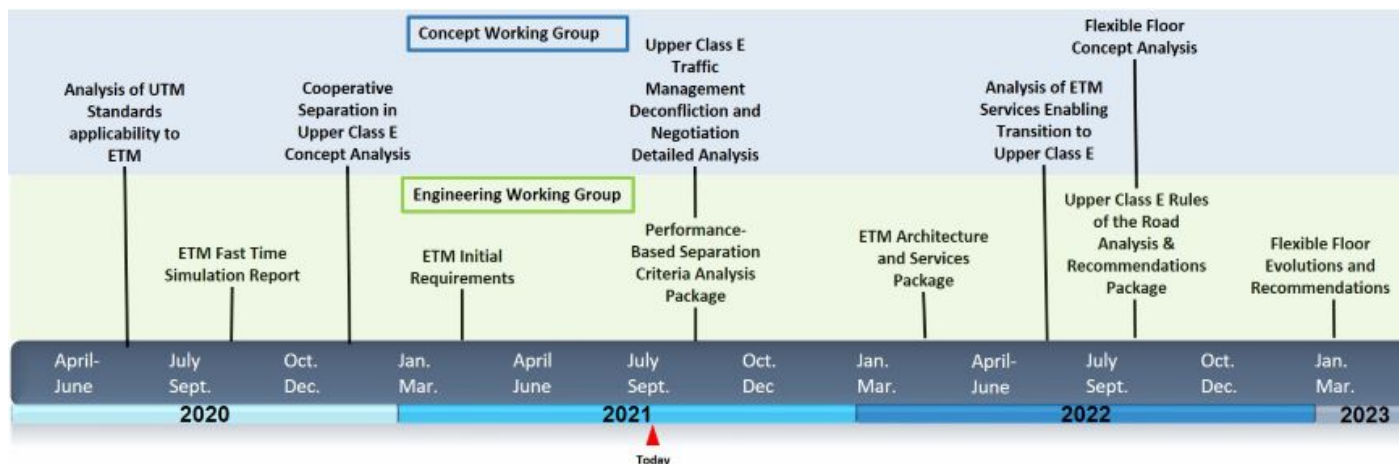 Concept Working Group
Analysis of UTM
Standards
applicability to
ETM
Cooperative
Separation in
Upper Class E
Concept Analysis
Upper Class E
Traffic
Management
Deconfliction and
Negotiation
Detailed Analysis
Analysis of ETM
Services Enabling
Transition to
Upper Class E
Flexible Floor
Concept Analysis
Engineering Working Group
ETM Fast Time
Simulation Report
ETM Initial
Requirements
Performance-
Based Separation
Criteria Analysis
Package
ETM Architecture
and Services
Package
Upper Class E Rules
of the Road
Analysis &
Recommendations
Package
Flexible Floor
Evolutions and
Recommendations
April-
June
July
Sept.
Oct.
Dec.
Jan.
Mar.
April
June
July
Sept.
Oct.
Dec
Jan.
Mar.
April-
June
July
Sept.
Oct.
Dec.
Jan.
Mar.
2020
2021
2022
2023
Today